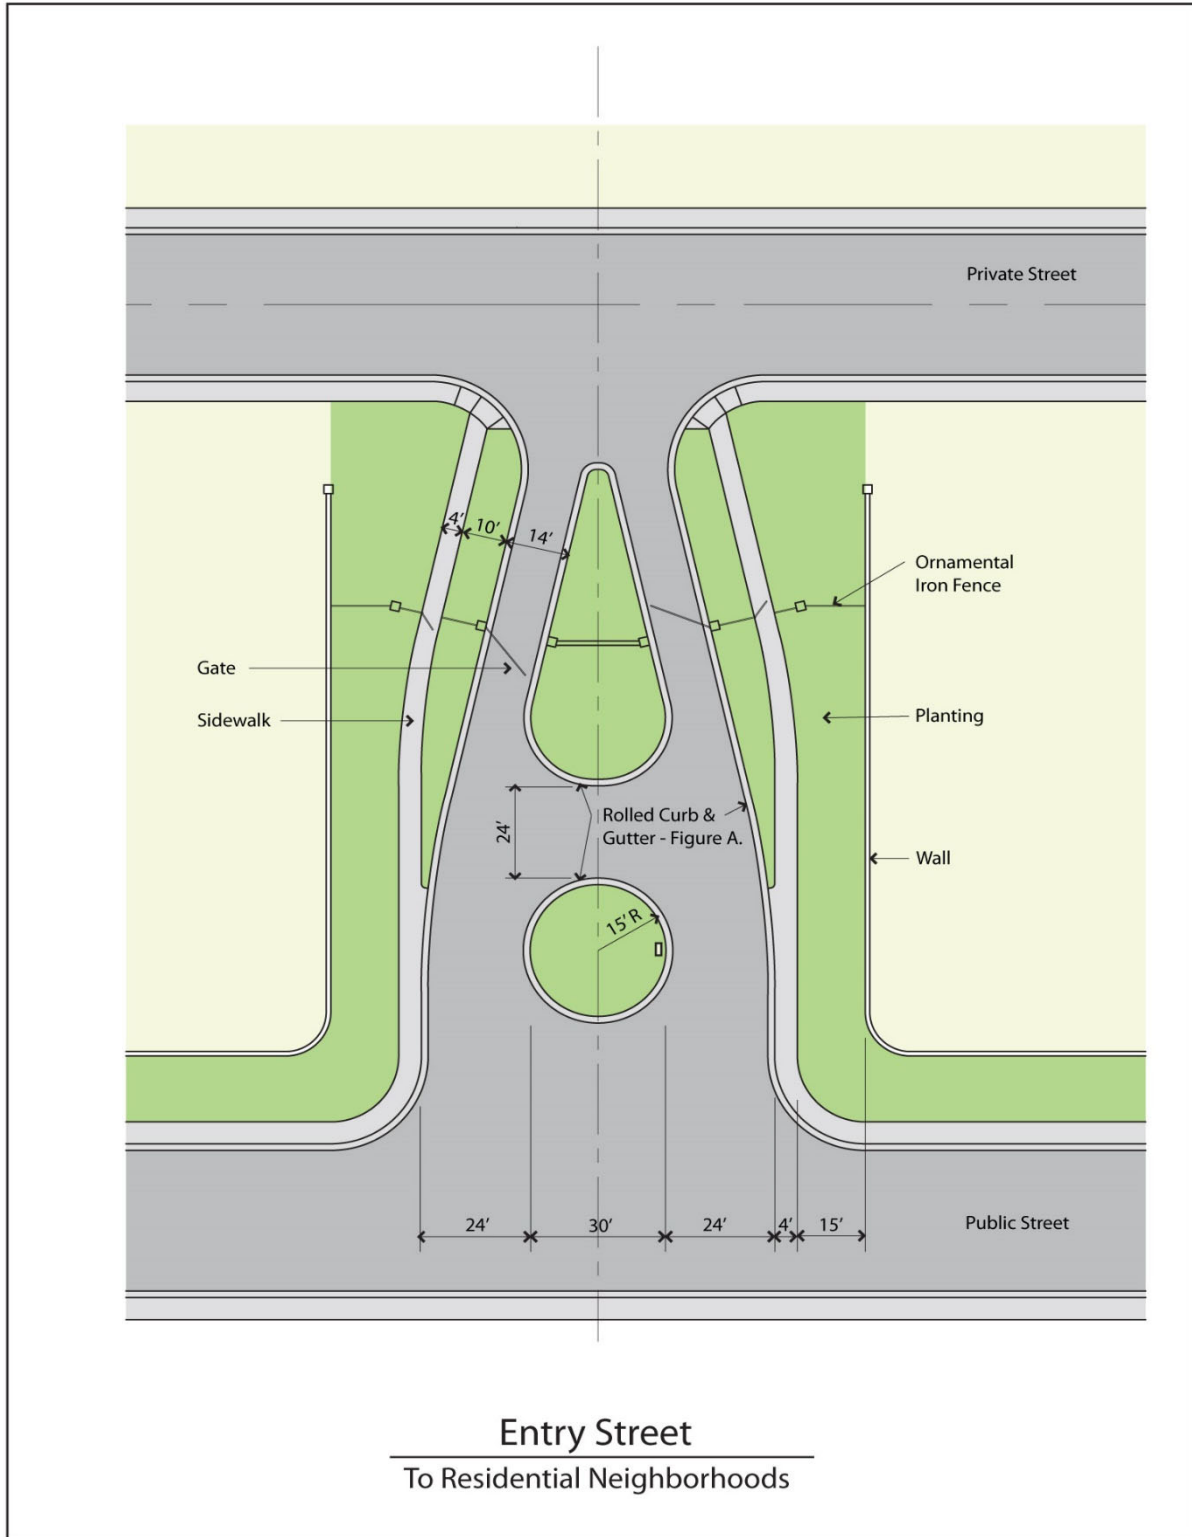 Private Street
4’
10’
14’
Ornamental
Iron Fence
Gate
Sidewalk
Planting
24’
Rolled Curb &
Gutter - Figure A.
Wall
15’ R
24’
30’
24’
4’
15’
Public Street
Entry Street
To Residential Neighborhoods